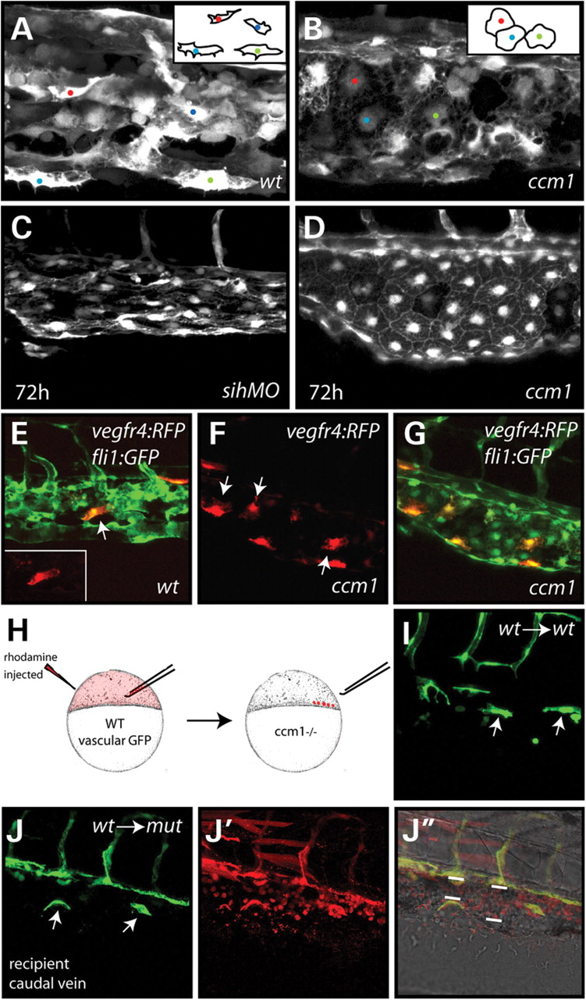 A
wt
B
ccm1
C
72h
sihMO
D
72h
ccm1
E
vegfr4:RFP
fli1:GFP
wt
F
vegfr4:RFP
ccm1
G
vegfr4:RFP
fli1:GFP
ccm1
H
rhodamine
injected
WT
vascular GFP
ccm1-/-
I
wt→wt
J
wt→mut
recipient
caudal vein
J′
J″